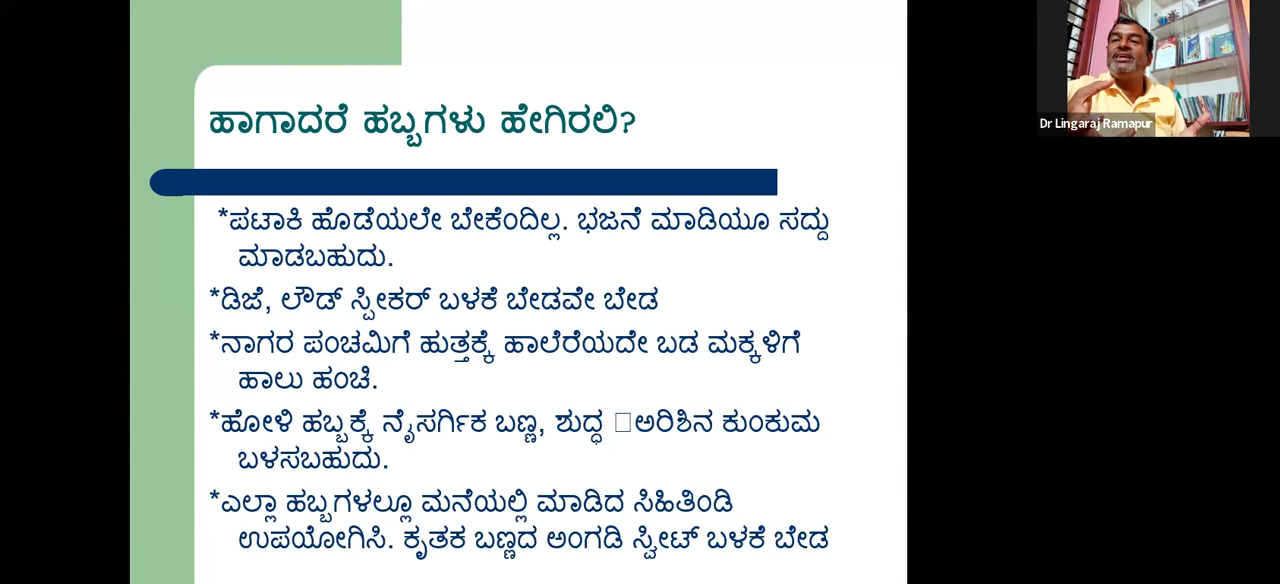 ಹಾಗಾದರೆ ಹಬ್ಬಗಳು ಹೇಗಿರಲಿ?
*ಪಟಾಕಿ ಹೊಡೆಯಲೇ ಬೇಕೆಂದಿಲ್ಲ. ಭಜನೆ ಮಾಡಿಯೂ ಸದ್ದು
ಮಾಡಬಹುದು.
*ಡಿಜೆ, ಲೌಡ್ ಸ್ಪೀಕರ್ ಬಳಕೆ ಬೇಡವೇ ಬೇಡ
*ನಾಗರ ಪಂಚಮಿಗೆ ಹುತ್ತಕ್ಕೆ ಹಾಲೆರೆಯದೇ ಬಡ ಮಕ್ಕಳಿಗೆ
ಹಾಲು ಹಂಚಿ.
*ಹೋಳಿ ಹಬ್ಬಕ್ಕೆ ನೈಸರ್ಗಿಕ ಬಣ್ಣ, ಶುದ್ಧ ಅರಿಶಿನ ಕುಂಕುಮ
ಬಳಸಬಹುದು.
*ಎಲ್ಲಾ ಹಬ್ಬಗಳಲ್ಲೂ ಮನೆಯಲ್ಲಿ ಮಾಡಿದ ಸಿಹಿತಿಂಡಿ
ಉಪಯೋಗಿಸಿ. ಕೃತಕ ಬಣ್ಣದ ಅಂಗಡಿ ಸ್ವೀಟ್ ಬಳಕೆ ಬೇಡ
Dr Lingaraj Ramapur